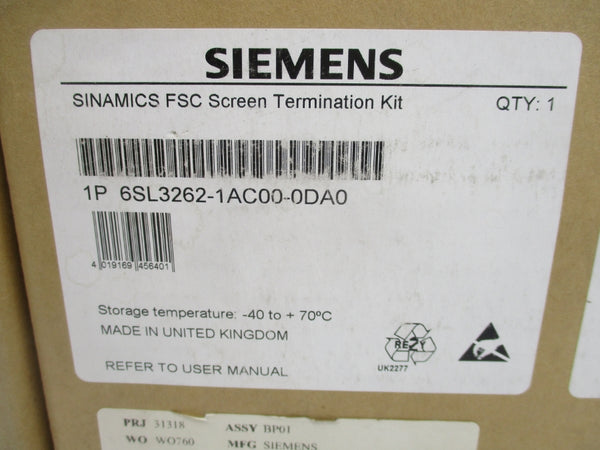 SIEMENS
SINAMICS FSC Screen Termination Kit QTY: 1
1P 6SL3262-1AC00-0DA0
4 019169 456401
Storage temperature: -40 to + 70ºC
MADE IN UNITED KINGDOM
RE Y
UK2277
REFER TO USER MANUAL
PRJ 31318 ASSY BP01
WO WO760 MFG SIEMENS